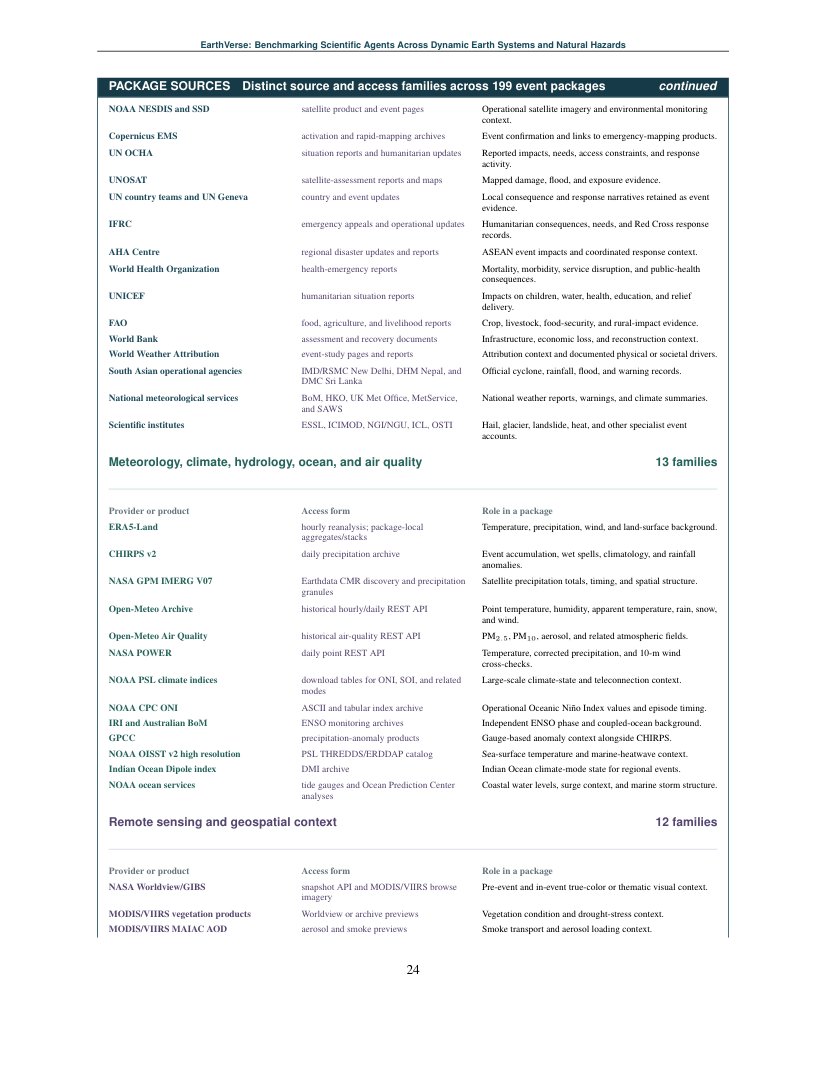 EarthVerse: Benchmarking Scientific Agents Across Dynamic Earth Systems and Natural Hazards
PACKAGE SOURCES Distinct source and access families across 199 event packages continued
NOAA NESDIS and SSD satellite product and event pages Operational satellite imagery and environmental monitoring
context.
Copernicus EMS activation and rapid-mapping archives Event confirmation and links to emergency-mapping products.
UN OCHA situation reports and humanitarian updates Reported impacts, needs, access constraints, and response
activity.
UNOSAT satellite-assessment reports and maps Mapped damage, flood, and exposure evidence.
UN country teams and UN Geneva country and event updates Local consequence and response narratives retained as event
evidence.
IFRC emergency appeals and operational updates Humanitarian consequences, needs, and Red Cross response
records.
AHA Centre regional disaster updates and reports ASEAN event impacts and coordinated response context.
World Health Organization health-emergency reports Mortality, morbidity, service disruption, and public-health
consequences.
UNICEF humanitarian situation reports Impacts on children, water, health, education, and relief
delivery.
FAO food, agriculture, and livelihood reports Crop, livestock, food-security, and rural-impact evidence.
World Bank assessment and recovery documents Infrastructure, economic loss, and reconstruction context.
World Weather Attribution event-study pages and reports Attribution context and documented physical or societal drivers.
South Asian operational agencies IMD/RSMC New Delhi, DHM Nepal, and Official cyclone, rainfall, flood, and warning records.
DMC Sri Lanka
National meteorological services BoM, HKO, UK Met Office, MetService, National weather reports, warnings, and climate summaries.
and SAWS
Scientific institutes ESSL, ICIMOD, NGI/NGU, ICL, OSTI Hail, glacier, landslide, heat, and other specialist event
accounts.
Meteorology, climate, hydrology, ocean, and air quality 13 families
Provider or product Access form Role in a package
ERA5-Land hourly reanalysis; package-local Temperature, precipitation, wind, and land-surface background.
aggregates/stacks
CHIRPS v2 daily precipitation archive Event accumulation, wet spells, climatology, and rainfall
anomalies.
NASA GPM IMERG V07 Earthdata CMR discovery and precipitation Satellite precipitation totals, timing, and spatial structure.
granules
Open-Meteo Archive historical hourly/daily REST API Point temperature, humidity, apparent temperature, rain, snow,
and wind.
Open-Meteo Air Quality historical air-quality REST API PM2.5, PM10, aerosol, and related atmospheric fields.
NASA POWER daily point REST API Temperature, corrected precipitation, and 10-m wind
cross-checks.
NOAA PSL climate indices download tables for ONI, SOI, and related Large-scale climate-state and teleconnection context.
modes
NOAA CPC ONI ASCII and tabular index archive Operational Oceanic Niño Index values and episode timing.
IRI and Australian BoM ENSO monitoring archives Independent ENSO phase and coupled-ocean background.
GPCC precipitation-anomaly products Gauge-based anomaly context alongside CHIRPS.
NOAA OISST v2 high resolution PSL THREDDS/ERDDAP catalog Sea-surface temperature and marine-heatwave context.
Indian Ocean Dipole index DMI archive Indian Ocean climate-mode state for regional events.
NOAA ocean services tide gauges and Ocean Prediction Center Coastal water levels, surge context, and marine storm structure.
analyses
Remote sensing and geospatial context 12 families
Provider or product Access form Role in a package
NASA Worldview/GIBS snapshot API and MODIS/VIIRS browse Pre-event and in-event true-color or thematic visual context.
imagery
MODIS/VIIRS vegetation products Worldview or archive previews Vegetation condition and drought-stress context.
MODIS/VIIRS MAIAC AOD aerosol and smoke previews Smoke transport and aerosol loading context.
24